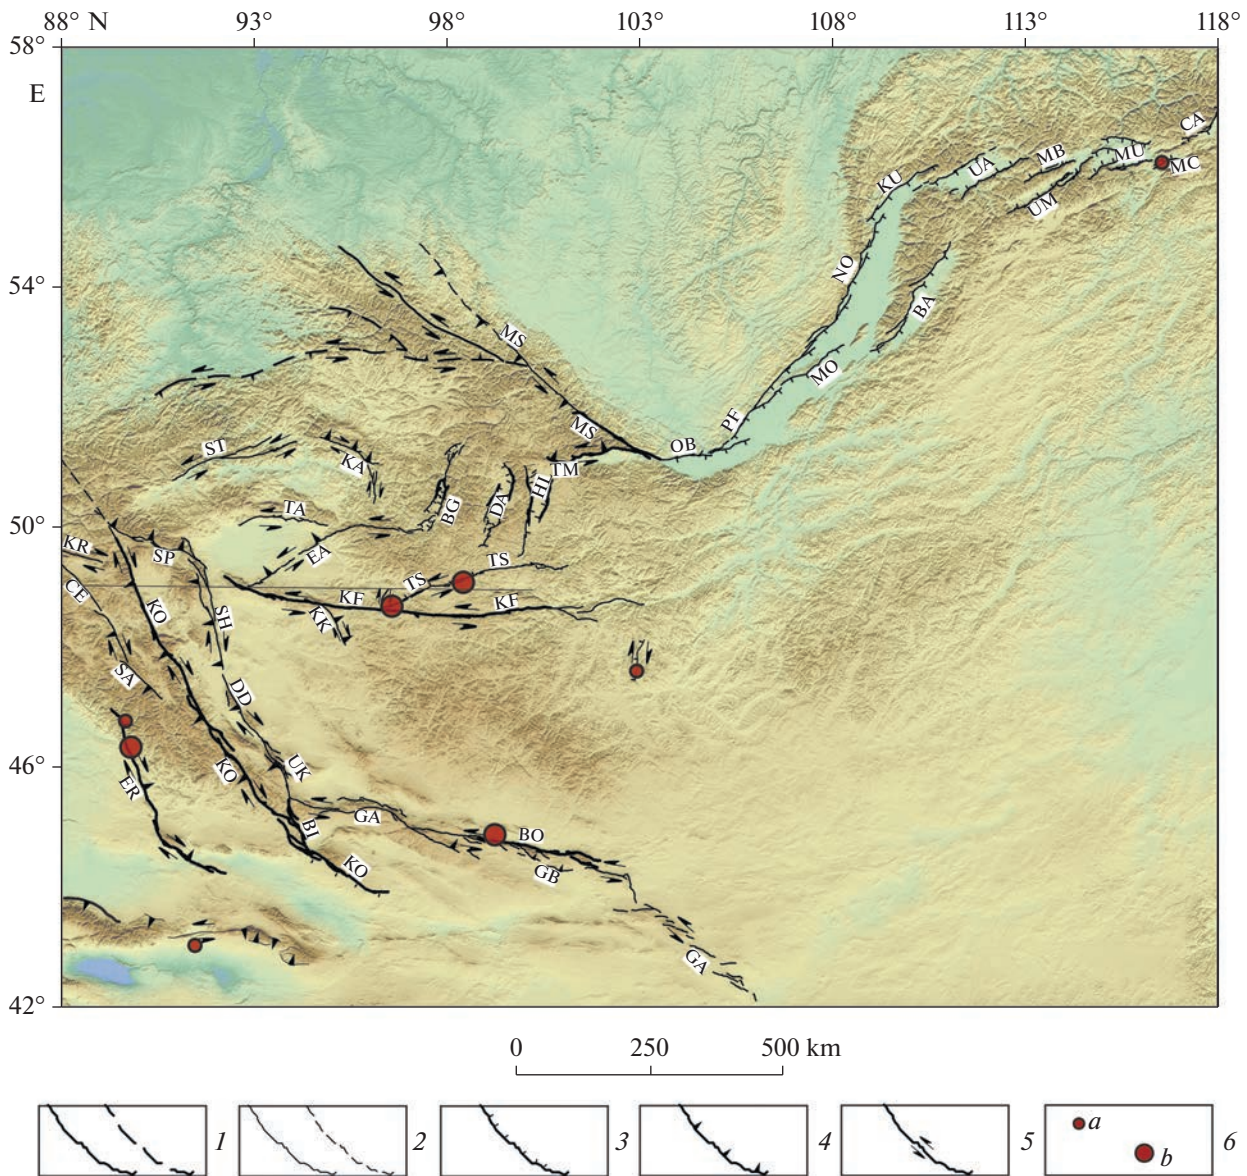 88° N 93° 98° 103° 108° 113° 118°
58°
E
CA
MU
MC
MB
UA
UM
KU
54°
NO
BA
MS
MO
PF
MS
OB
ST
KA
TM
HI
DA
BG
TA
50°
EA
KR
SP
TS
TS
CE
KO
SH
KF
KF
KK
SA
DD
46°
UK
KO
ER
GA
BI
BO
KO
GB
GA
42°
0 250 500 km
1 2 3 4 5 a b 6